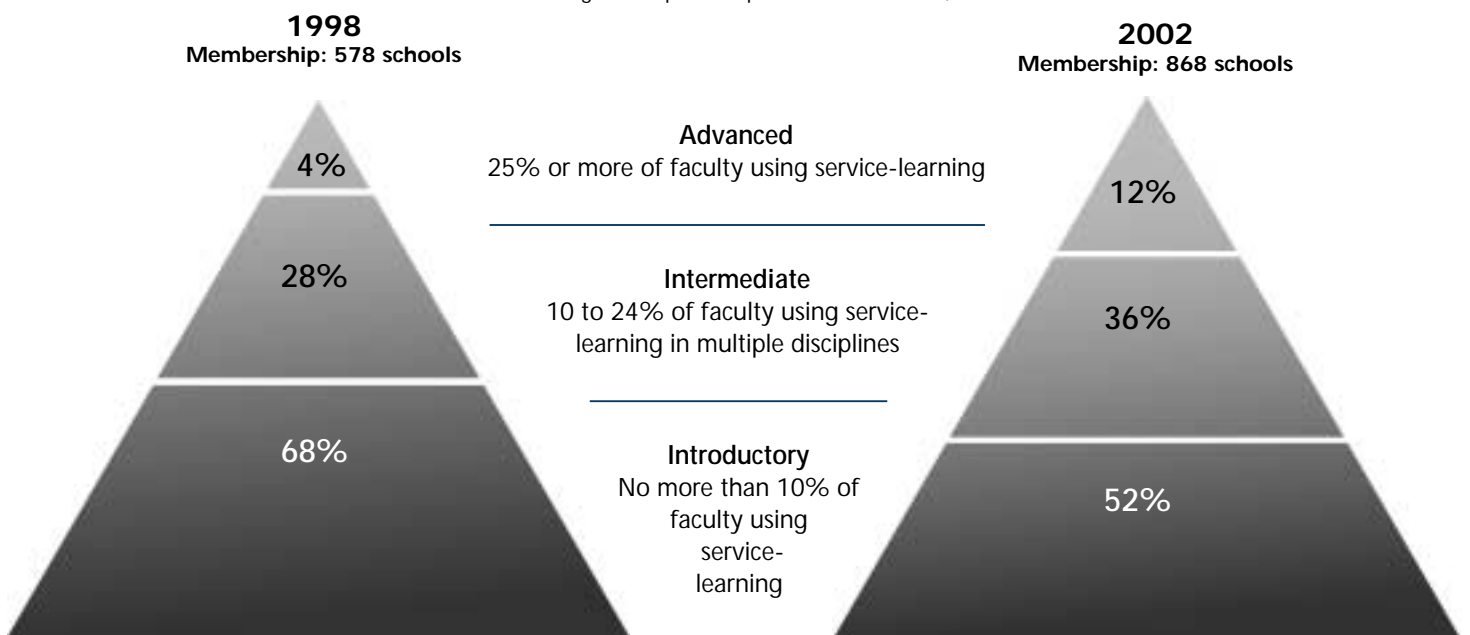 1998
Membership: 578 schools
4%
28%
68%
Advanced
25% or more of faculty using service-learning
Intermediate
10 to 24% of faculty using service-
learning in multiple disciplines
Introductory
No more than 10% of
faculty using
service-
learning
2002
Membership: 868 schools
12%
36%
52%